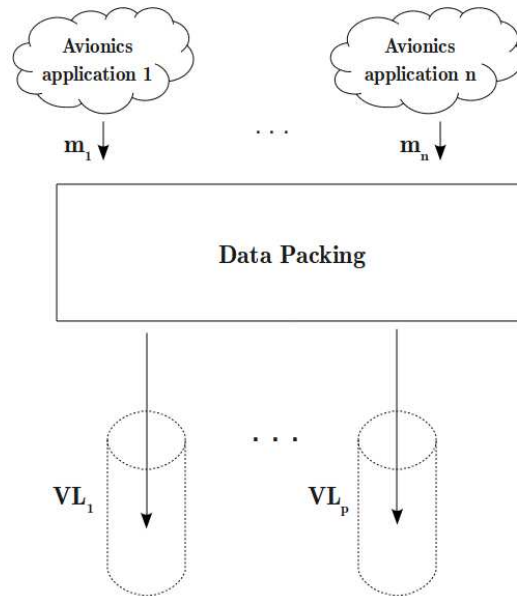 Avionics
application 1
Avionics
application n
m₁
. . .
mₙ
Data Packing
. . .
VL₁
VLₚ